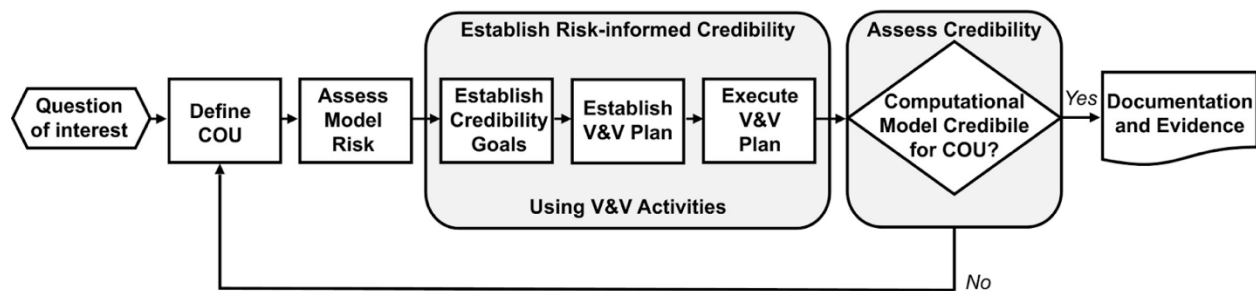 Establish Risk-informed Credibility
Assess Credibility
Question
of interest
Define
COU
Assess
Model
Risk
Establish
Credibility
Goals
Establish
V&V Plan
Execute
V&V
Plan
Computational
Model Credibile
for COU?
Yes
Documentation
and Evidence
Using V&V Activities
No